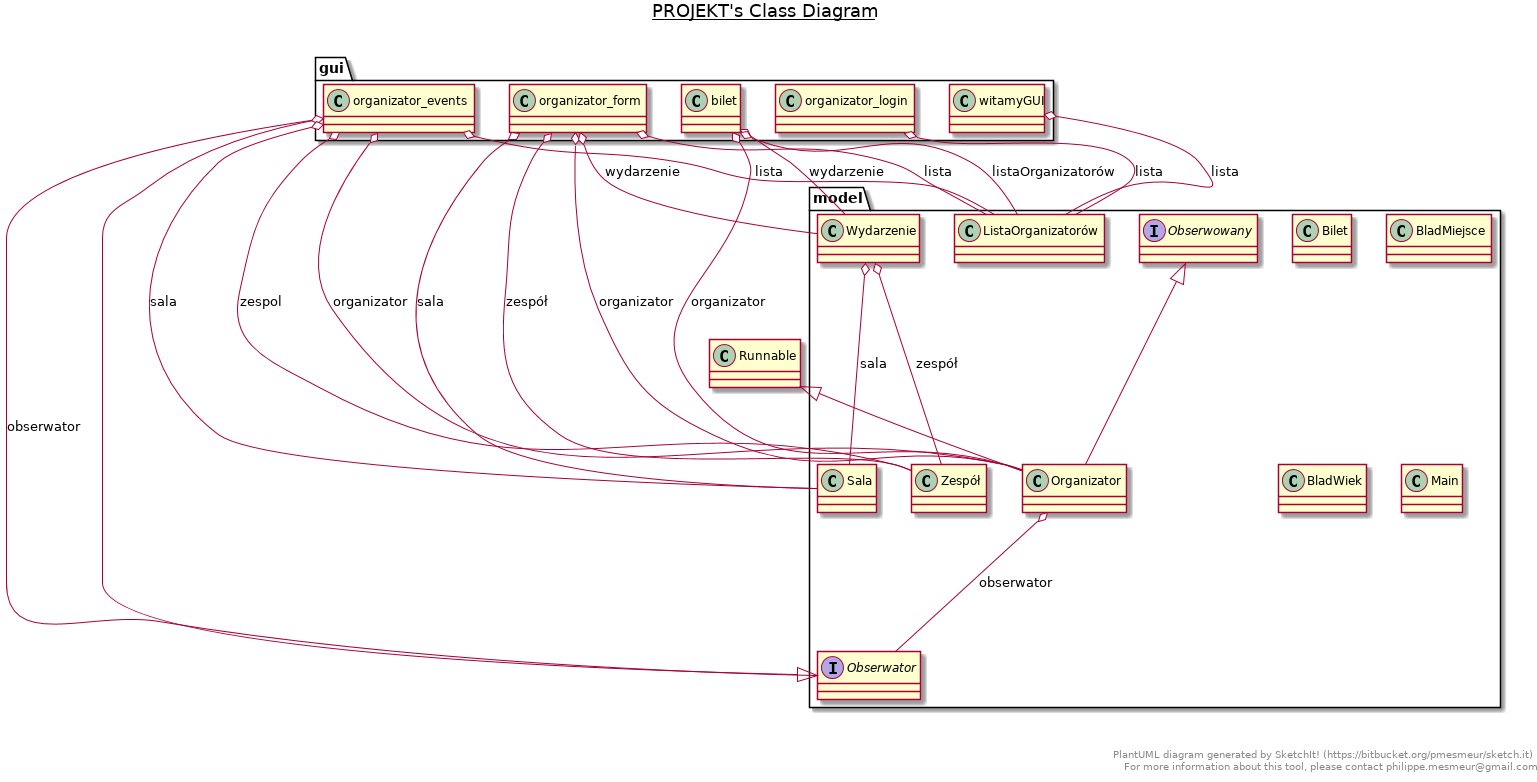 PROJEKT's Class Diagram
gui
C organizator_events
C organizator_form
C bilet
C organizator_login
C witamyGUI
wydarzenie
lista
wydarzenie
lista
listaOrganizatorów
lista
lista
model
C Wydarzenie
C ListaOrganizatorów
I Obserwowany
C Bilet
C BladMiejsce
sala
zespol
organizator
sala
zespół
organizator
organizator
C Runnable
sala
zespół
obserwator
C Sala
C Zespół
C Organizator
C BladWiek
C Main
obserwator
I Obserwator
PlantUML diagram generated by SketchIt! (https://bitbucket.org/pmesmeur/sketch.it)
For more information about this tool, please contact philippe.mesmeur@gmail.com